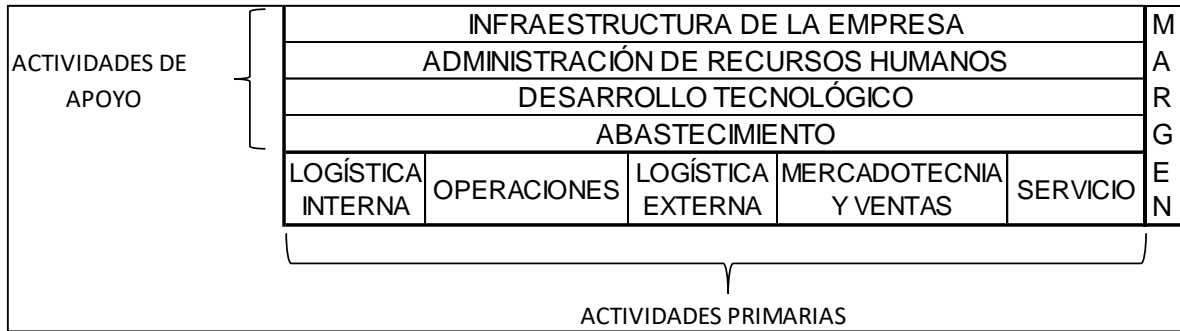 INFRAESTRUCTURA DE LA EMPRESA
ADMINISTRACIÓN DE RECURSOS HUMANOS
DESARROLLO TECNOLÓGICO
ABASTECIMIENTO
ACTIVIDADES DE
APOYO
LOGÍSTICA
INTERNA
OPERACIONES
LOGÍSTICA
EXTERNA
MERCADOTECNIA
Y VENTAS
SERVICIO
M
A
R
G
E
N
ACTIVIDADES PRIMARIAS